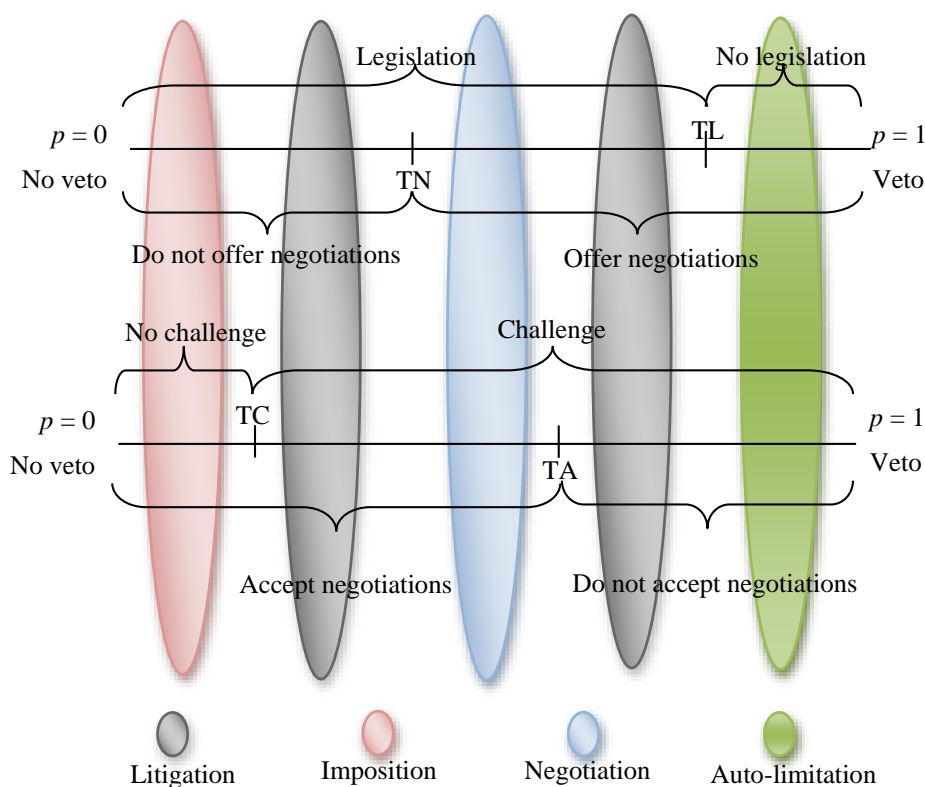 Legislation
No legislation
p = 0
TL
p = 1
No veto
TN
Veto
Do not offer negotiations
Offer negotiations
No challenge
Challenge
p = 0
TC
p = 1
No veto
TA
Veto
Accept negotiations
Do not accept negotiations
Litigation
Imposition
Negotiation
Auto-limitation